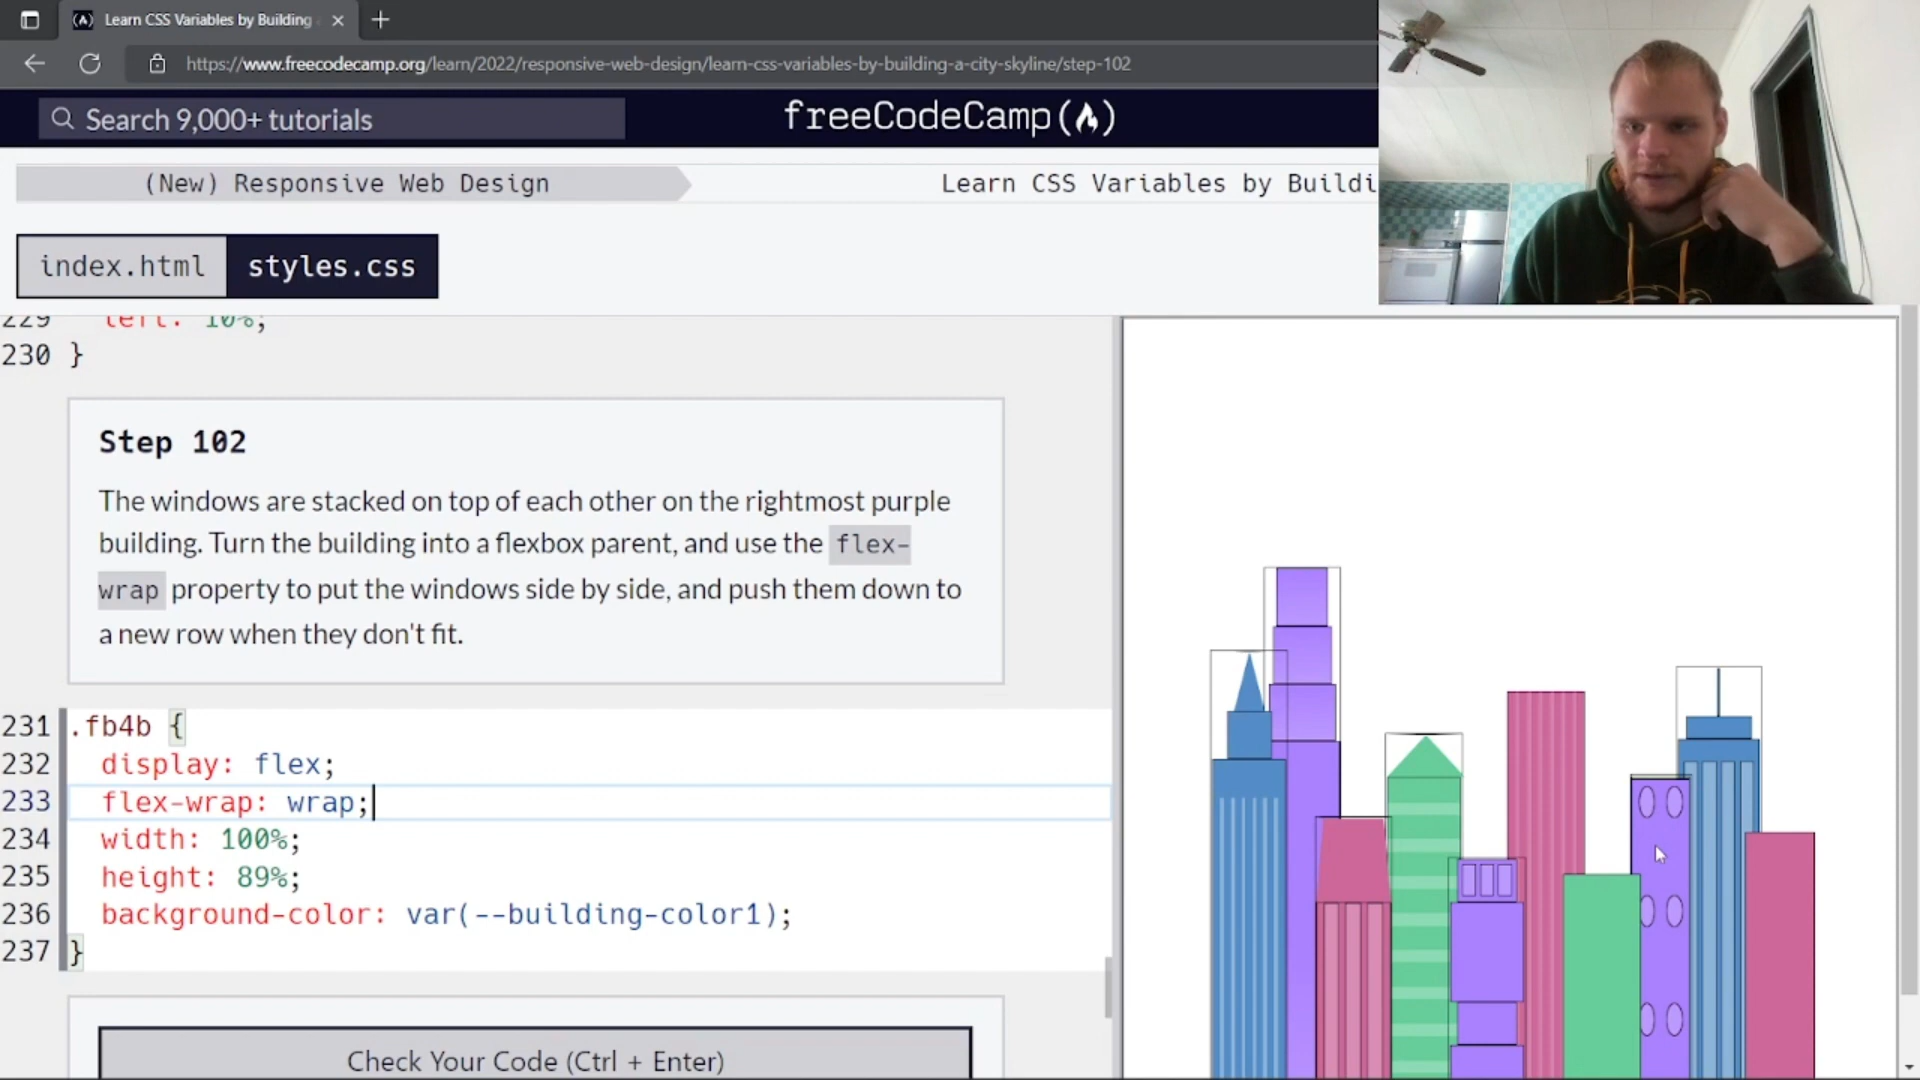 Learn CSS Variables by Building
https://www.freecodecamp.org/learn/2022/responsive-web-design/learn-css-variables-by-building-a-city-skyline/step-102
Search 9,000+ tutorials
freeCodeCamp(🔥)
(New) Responsive Web Design
Learn CSS Variables by Buildi
index.html
styles.css
229 left: 10%;
230 }
Step 102
The windows are stacked on top of each other on the rightmost purple
building. Turn the building into a flexbox parent, and use the flex-
wrap property to put the windows side by side, and push them down to
a new row when they don't fit.
231 .fb4b {
232 display: flex;
233 flex-wrap: wrap;
234 width: 100%;
235 height: 89%;
236 background-color: var(--building-color1);
237 }
Check Your Code (Ctrl + Enter)